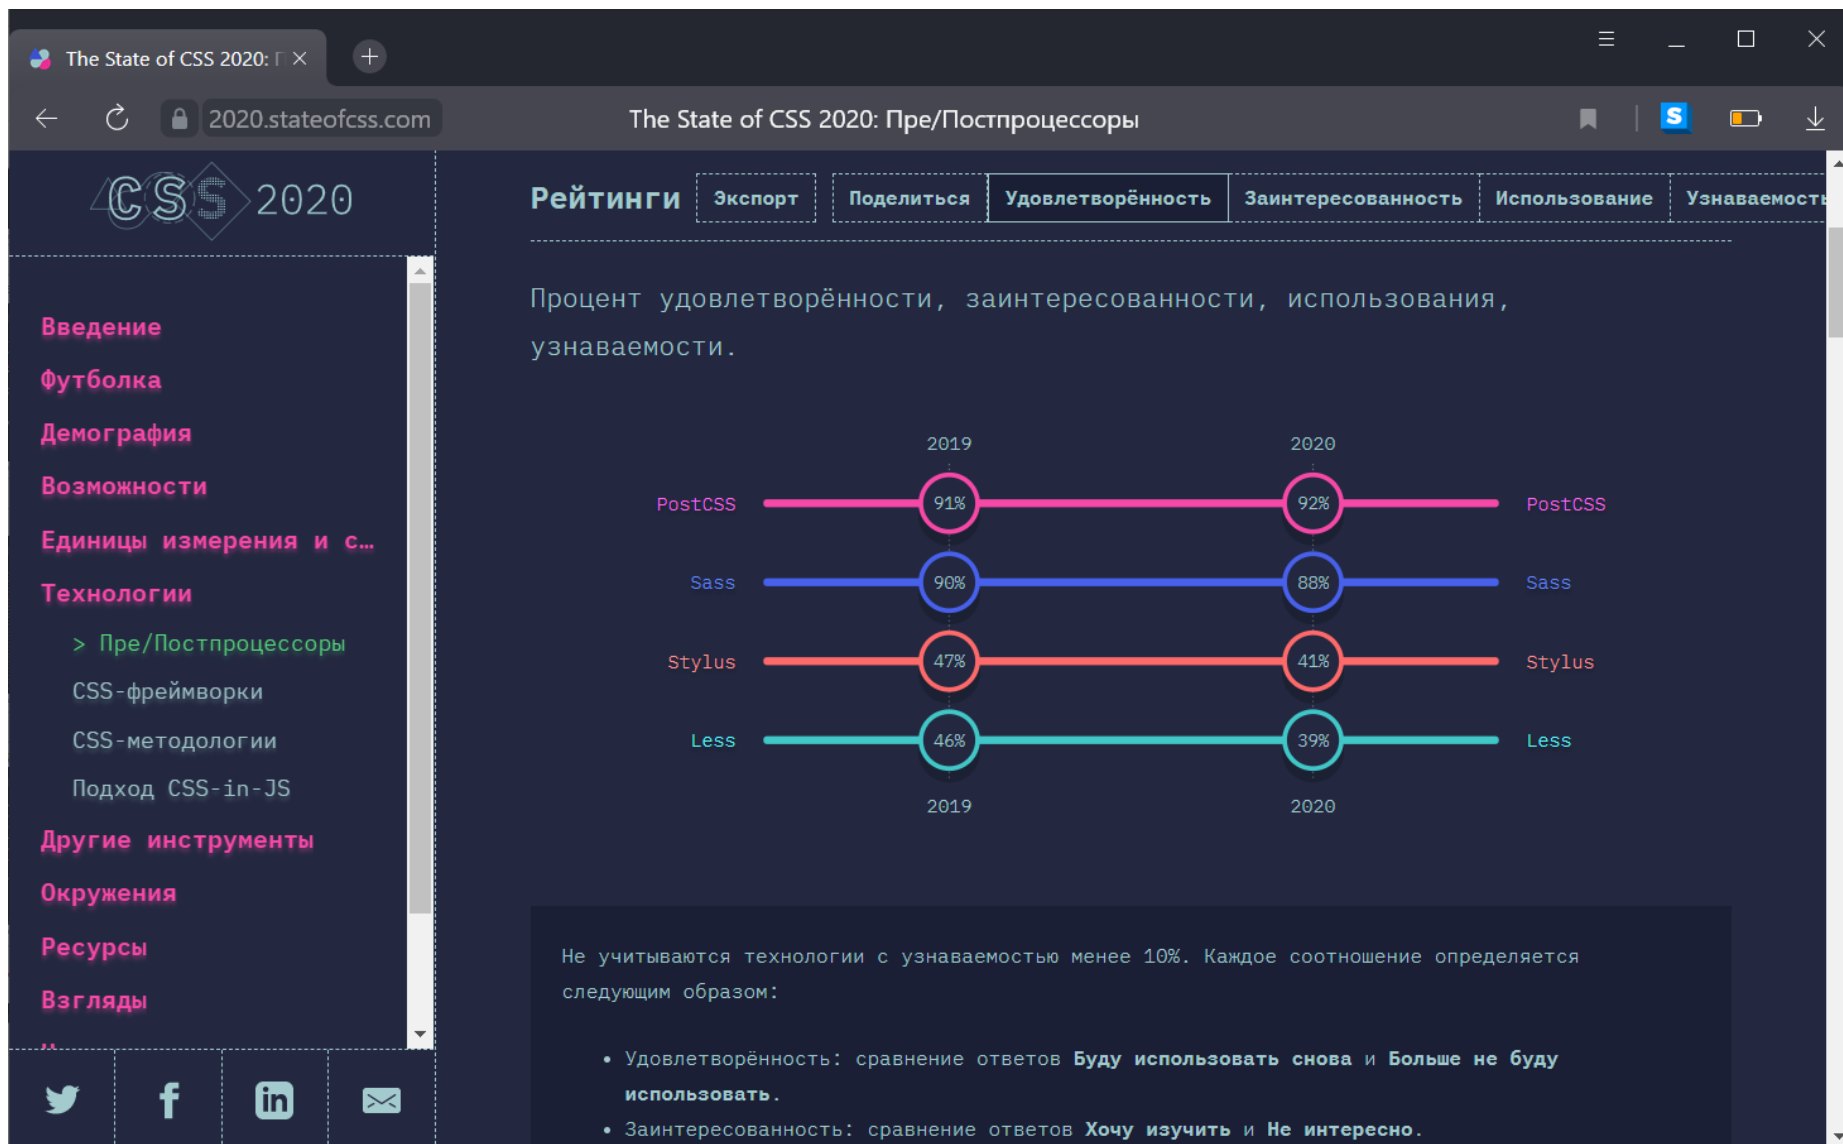 The State of CSS 2020:
2020.stateofcss.com
The State of CSS 2020: Пре/Постпроцессоры
CSS 2020
Введение
Футболка
Демография
Возможности
Единицы измерения и с…
Технологии
> Пре/Постпроцессоры
CSS-фреймворки
CSS-методологии
Подход CSS-in-JS
Другие инструменты
Окружения
Ресурсы
Взгляды
Рейтинги Экспорт Поделиться Удовлетворённость Заинтересованность Использование Узнаваемость
Процент удовлетворённости, заинтересованности, использования,
узнаваемости.
2019 2020
PostCSS 91% 92% PostCSS
Sass 90% 88% Sass
Stylus 47% 41% Stylus
Less 46% 39% Less
2019 2020
Не учитываются технологии с узнаваемостью менее 10%. Каждое соотношение определяется
следующим образом:
• Удовлетворённость: сравнение ответов Буду использовать снова и Больше не буду
использовать.
• Заинтересованность: сравнение ответов Хочу изучить и Не интересно.